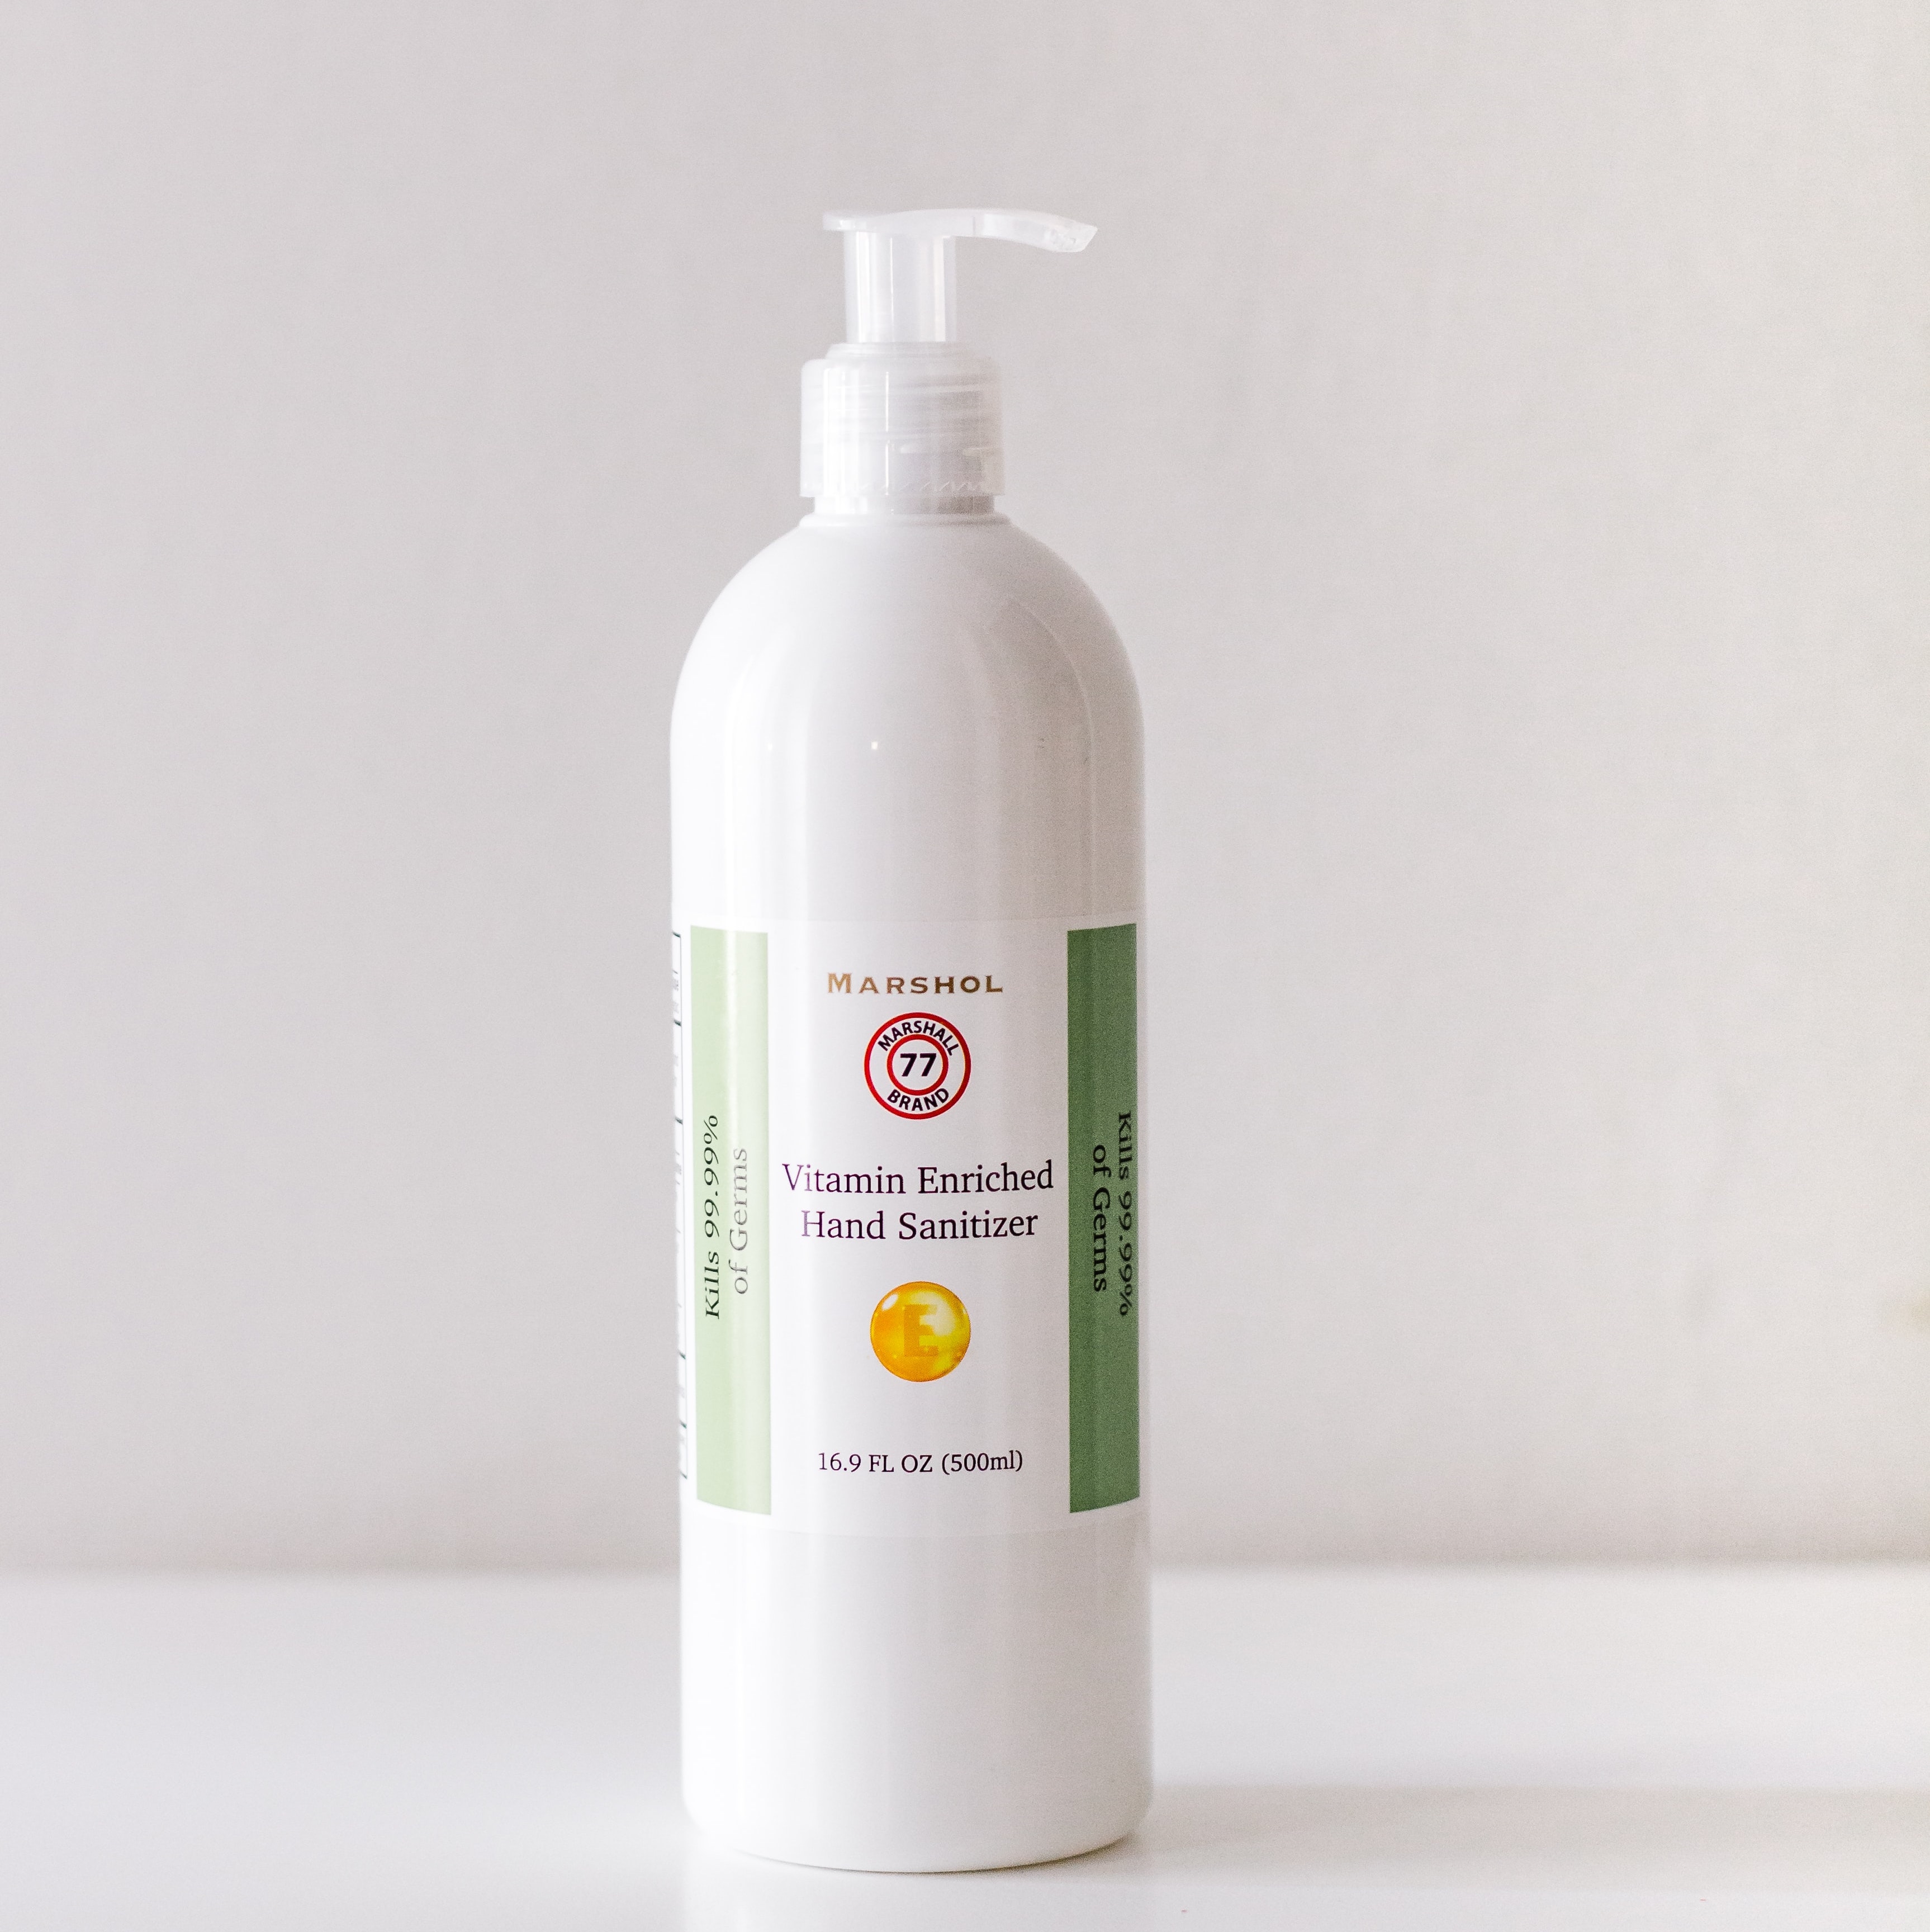 MARSHOL
MARSHALL
77
BRAND
Vitamin Enriched
Hand Sanitizer
E
16.9 FL OZ (500ml)
Kills 99.99%
of Germs
Kills 99.99%
of Germs